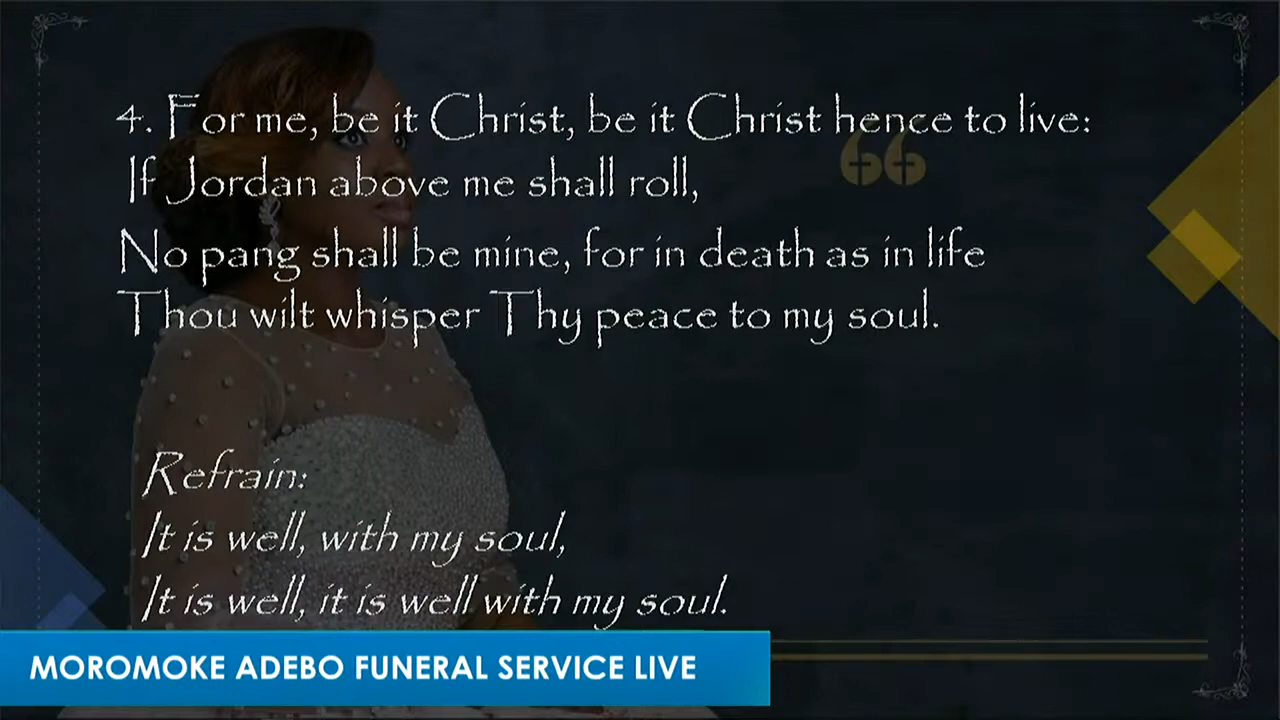 4. For me, be it Christ, be it Christ hence to live:
If Jordan above me shall roll,
No pang shall be mine, for in death as in life
Thou wilt whisper Thy peace to my soul.
Refrain:
It is well, with my soul,
It is well, it is well with my soul.
MOROMOKE ADEBO FUNERAL SERVICE LIVE